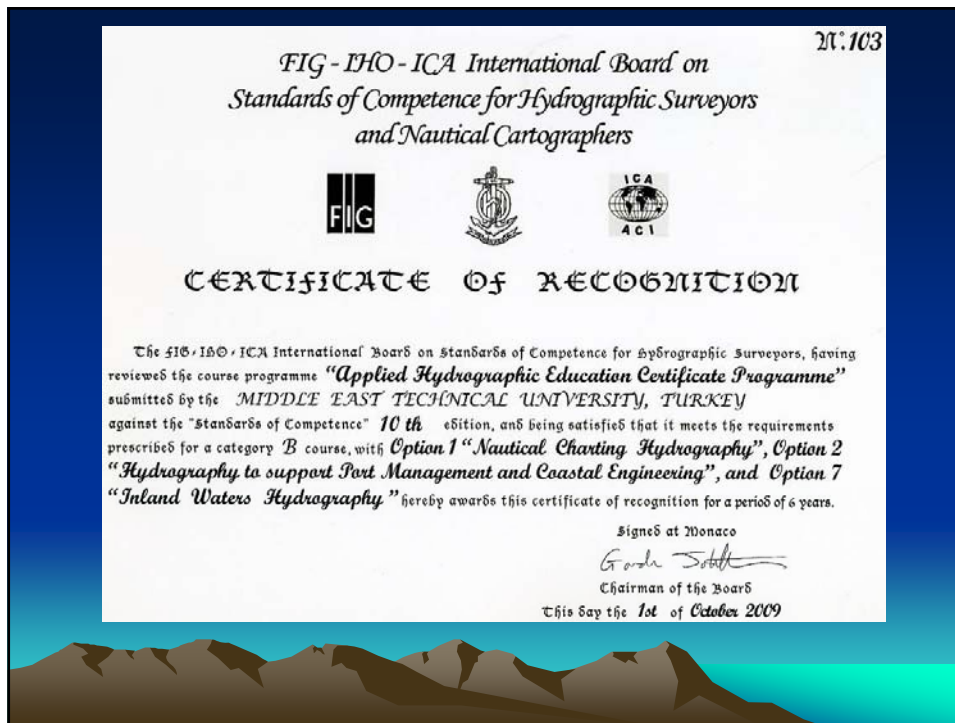 N°.103
FIG - IHO - ICA International Board on
Standards of Competence for Hydrographic Surveyors
and Nautical Cartographers
FIG
ICA
ACI
CERTIFICATE OF RECOGNITION
The FIG - IHO - ICA International Board on Standards of Competence for Hydrographic Surveyors, having
reviewed the course programme "Applied Hydrographic Education Certificate Programme"
submitted by the MIDDLE EAST TECHNICAL UNIVERSITY, TURKEY
against the "Standards of Competence" 10 th edition, and being satisfied that it meets the requirements
prescribed for a category B course, with Option 1 "Nautical Charting Hydrography", Option 2
"Hydrography to support Port Management and Coastal Engineering", and Option 7
"Inland Waters Hydrography" hereby awards this certificate of recognition for a period of 6 years.
Signed at Monaco
Chairman of the Board
This day the 1st of October 2009